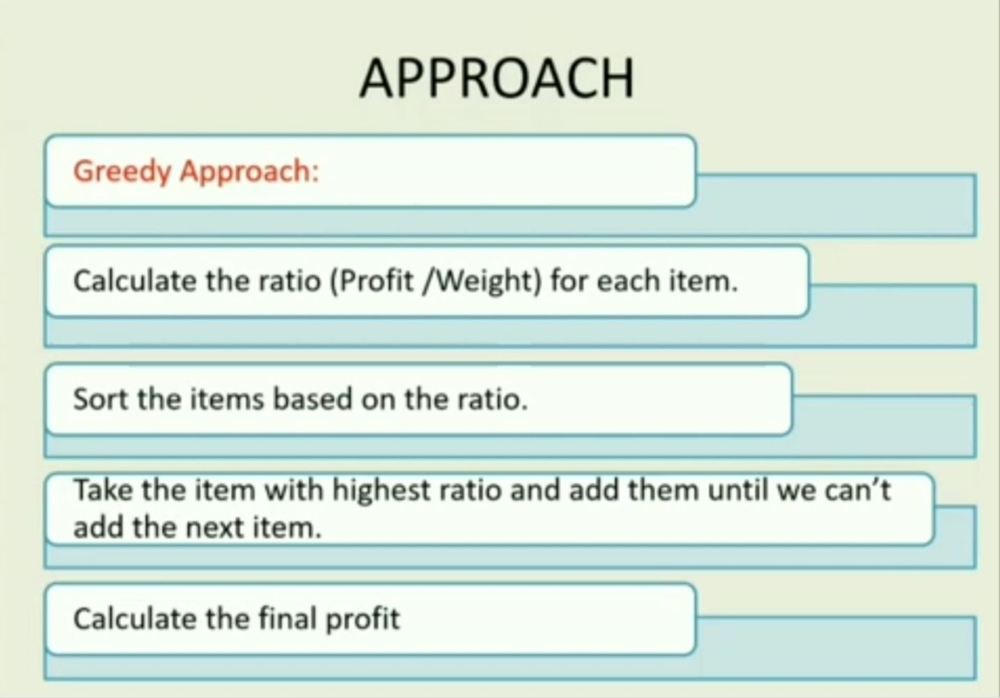 APPROACH
Greedy Approach:
Calculate the ratio (Profit /Weight) for each item.
Sort the items based on the ratio.
Take the item with highest ratio and add them until we can’t
add the next item.
Calculate the final profit